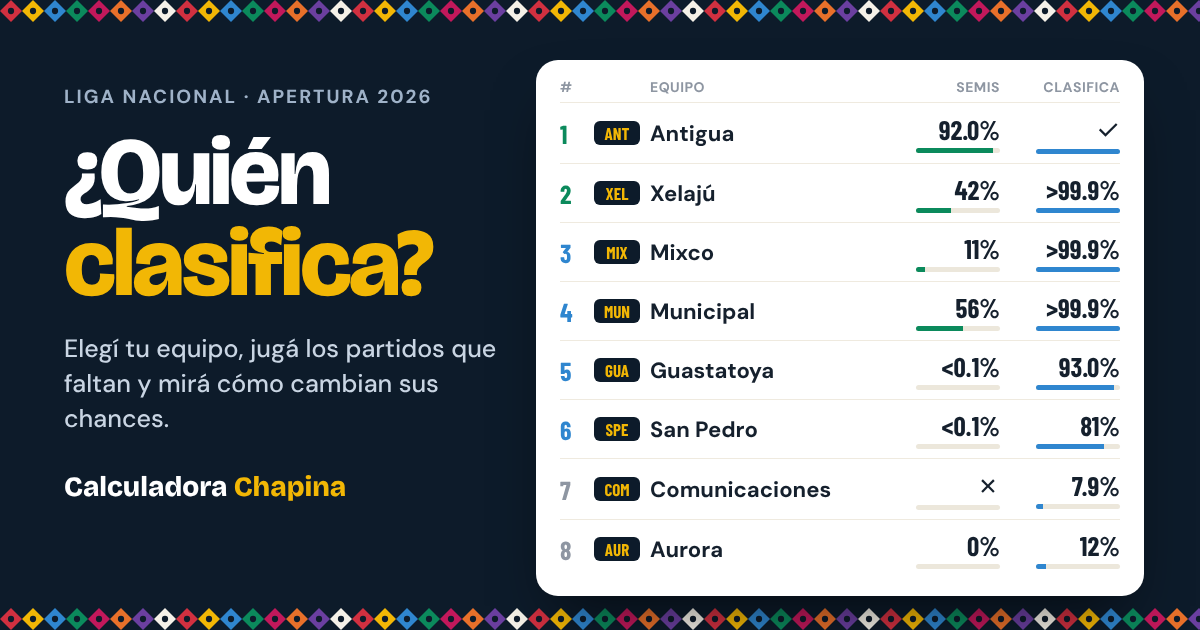 LIGA NACIONAL · APERTURA 2026
¿Quién
clasifica?
Elegí tu equipo, jugá los partidos que
faltan y mirá cómo cambian sus
chances.
Calculadora Chapina
# EQUIPO SEMIS CLASIFICA
1 ANT Antigua 92.0% ✓
2 XEL Xelajú 42% >99.9%
3 MIX Mixco 11% >99.9%
4 MUN Municipal 56% >99.9%
5 GUA Guastatoya <0.1% 93.0%
6 SPE San Pedro <0.1% 81%
7 COM Comunicaciones ✕ 7.9%
8 AUR Aurora 0% 12%